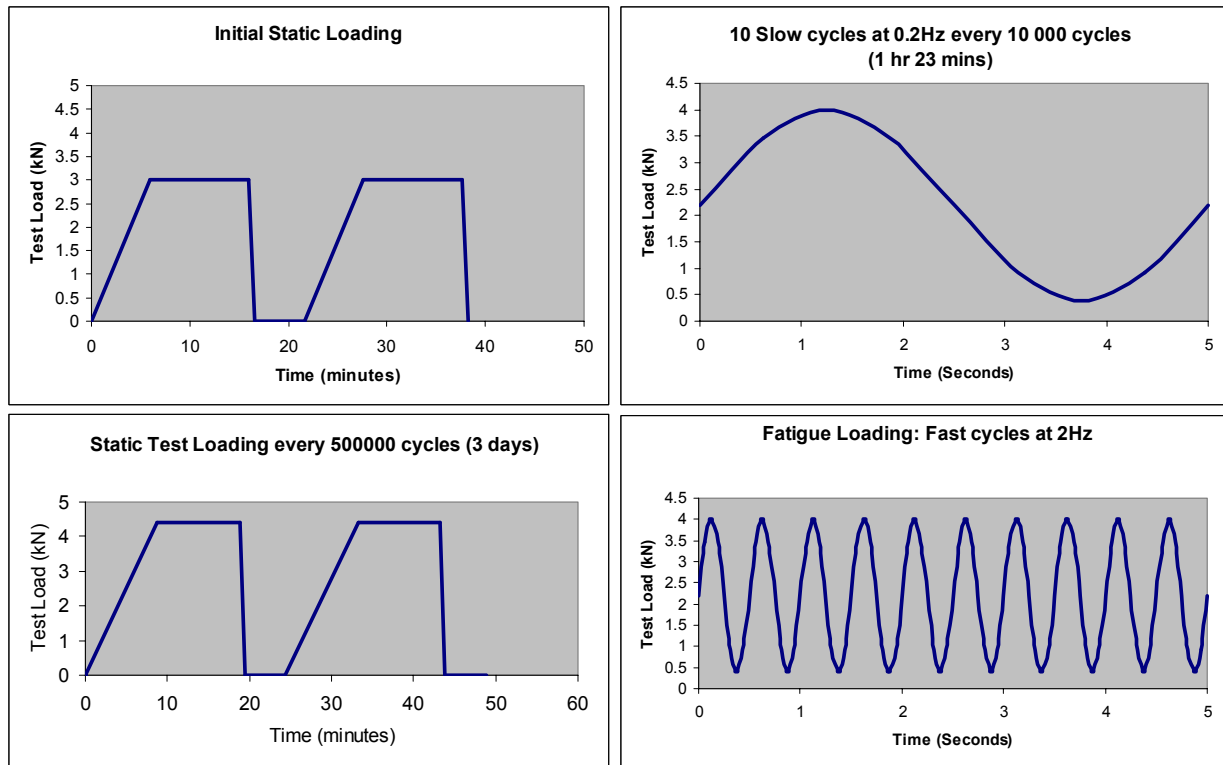 Initial Static Loading
Test Load (kN)
5
4.5
4
3.5
3
2.5
2
1.5
1
0.5
0
0 10 20 30 40 50
Time (minutes)
10 Slow cycles at 0.2Hz every 10 000 cycles
(1 hr 23 mins)
Test Load (kN)
4.5
4
3.5
3
2.5
2
1.5
1
0.5
0
0 1 2 3 4 5
Time (Seconds)
Static Test Loading every 500000 cycles (3 days)
Test Load (kN)
5
4
3
2
1
0
0 10 20 30 40 50 60
Time (minutes)
Fatigue Loading: Fast cycles at 2Hz
Test Load (kN)
4.5
4
3.5
3
2.5
2
1.5
1
0.5
0
0 1 2 3 4 5
Time (Seconds)